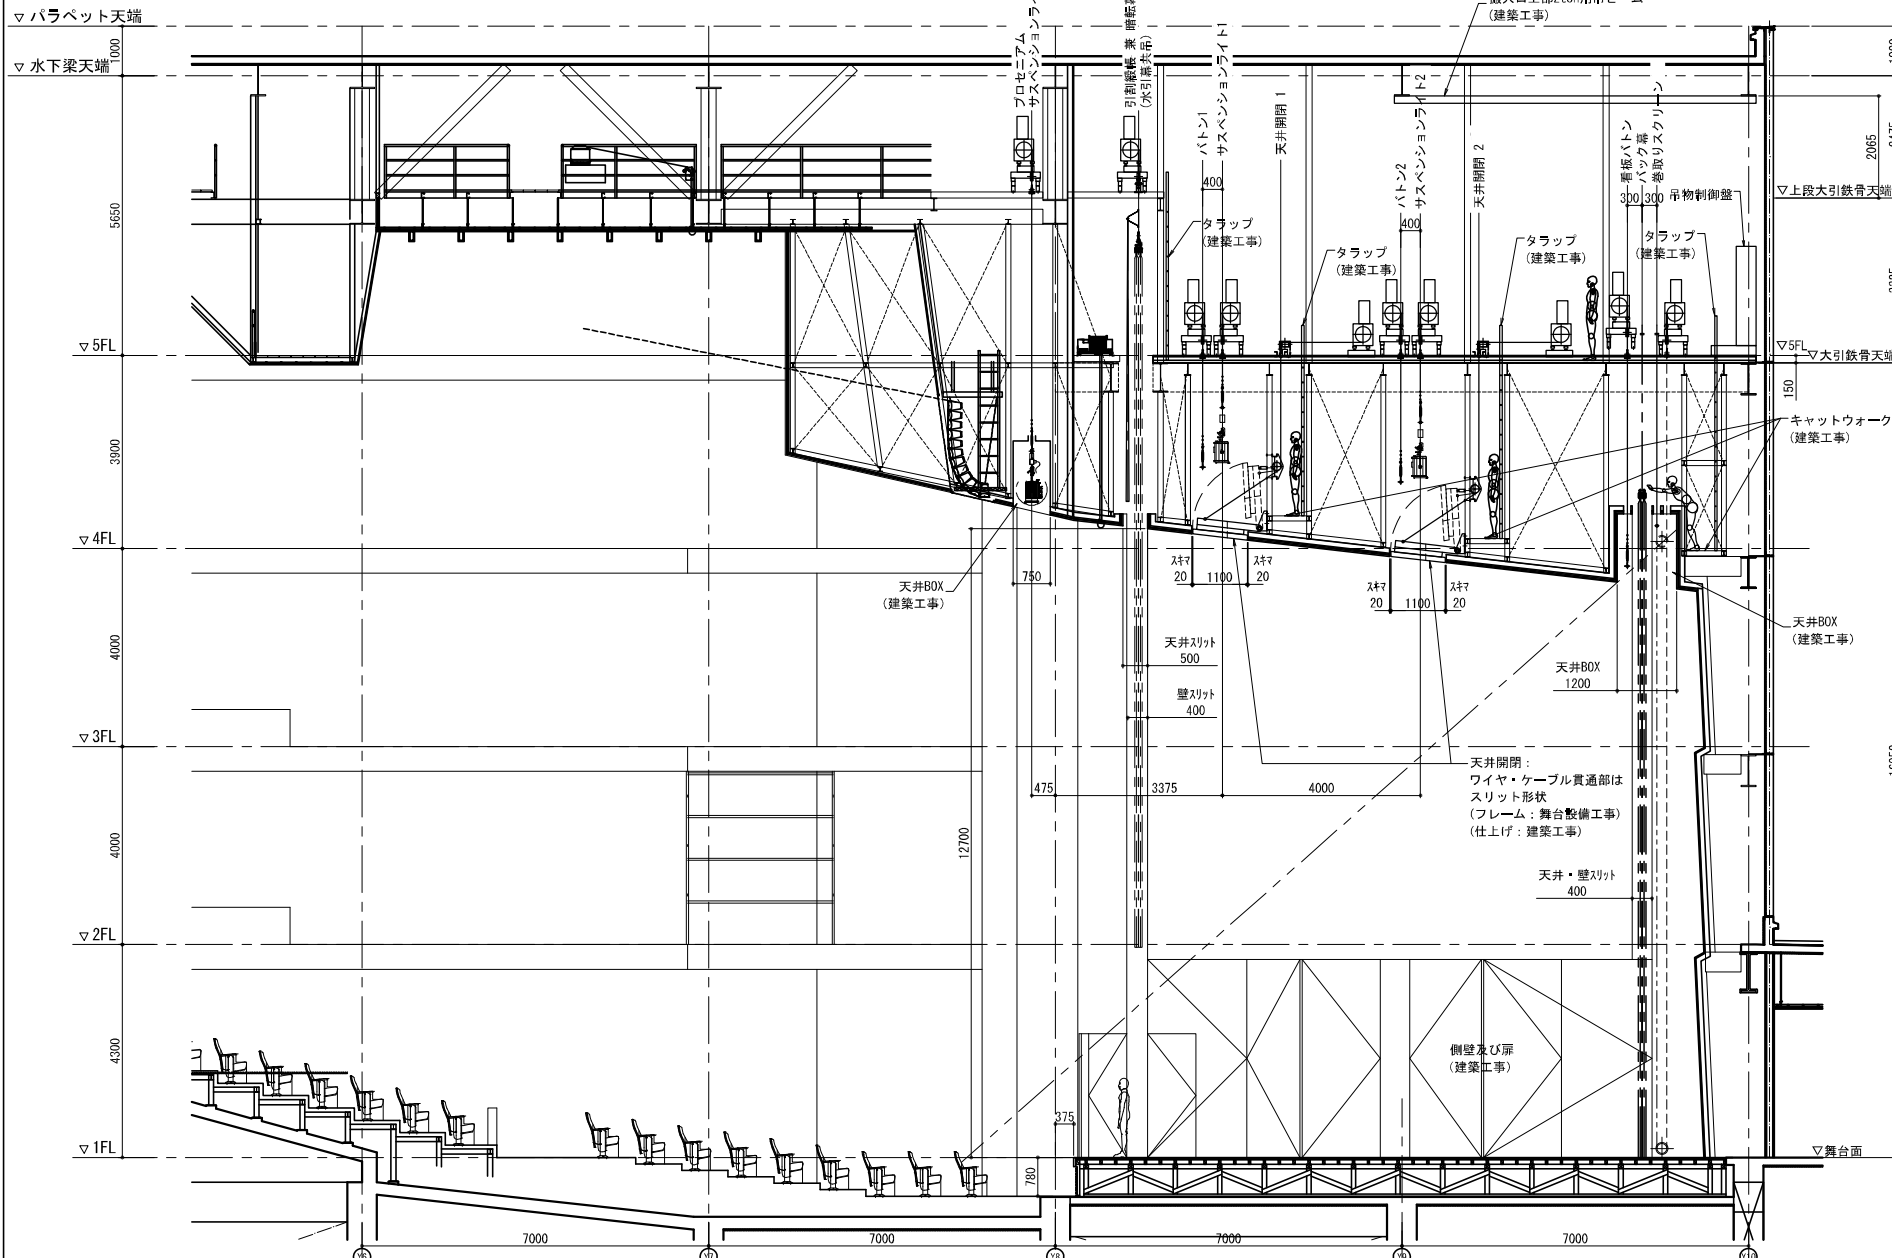 ▽ パラペット天端
1000
▽ 水下梁天端
5650
▽ 5FL
3900
▽ 4FL
4000
▽ 3FL
4000
▽ 2FL
4300
▽ 1FL
プロセニアム
引割緞帳 兼 暗転幕
(水引幕共吊)
バトン1
サスペンションライト1
400
天井開閉 1
バトン2
サスペンションライト2
400
天井開閉 2
(建築工事)
看板バトン
バック幕
巻取りスクリーン
300
300
吊物制御盤
2065
▽上段大引鉄骨天端
タラップ
(建築工事)
タラップ
(建築工事)
タラップ
(建築工事)
タラップ
(建築工事)
▽5FL
▽大引鉄骨天端
150
キャットウォーク
(建築工事)
天井BOX
(建築工事)
750
スキマ
20
1100
スキマ
20
スキマ
20
1100
スキマ
20
天井BOX
(建築工事)
天井スリット
500
天井BOX
1200
壁スリット
400
天井開閉：
ワイヤ・ケーブル貫通部は
スリット形状
(フレーム：舞台設備工事)
(仕上げ：建築工事)
475
3375
4000
12700
天井・壁スリット
400
側壁及び扉
(建築工事)
375
780
▽舞台面
7000
7000
7000
7000